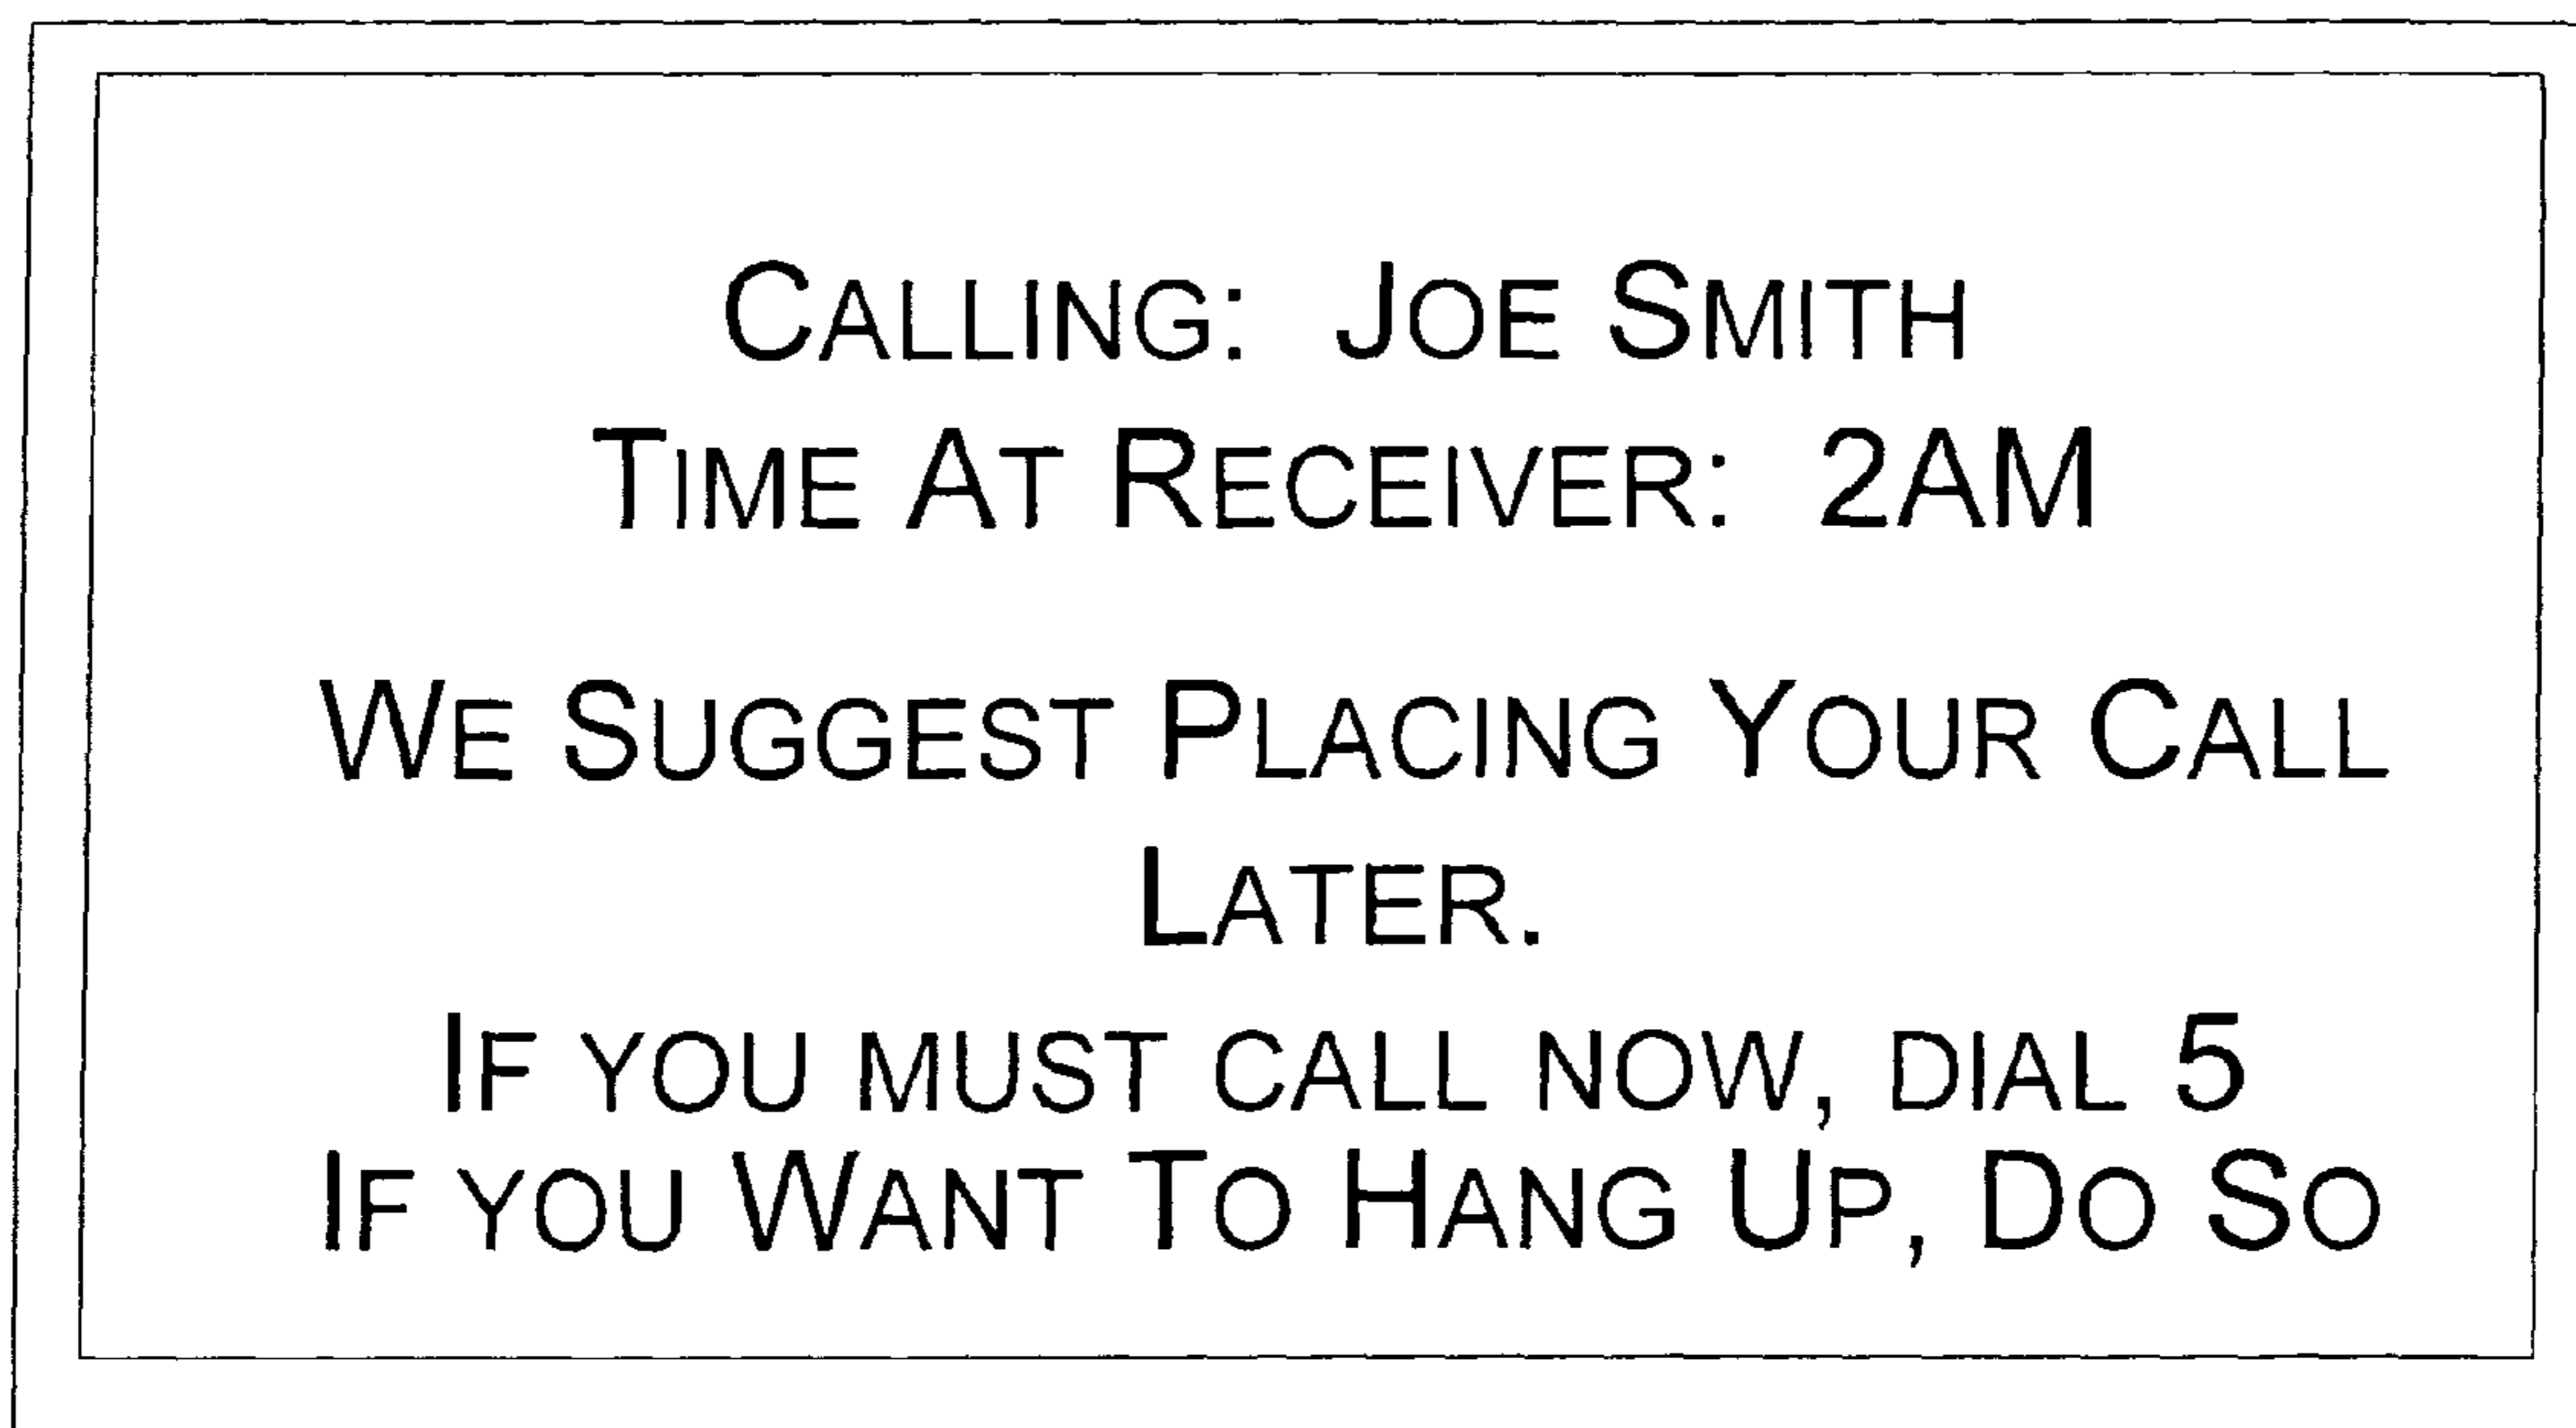 Calling: Joe Smith
Time At Receiver: 2AM
We Suggest Placing Your Call
Later.
If you must call now, dial 5
If you Want To Hang Up, Do So